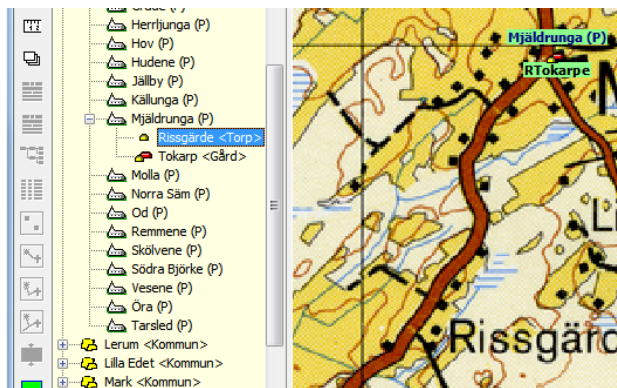 Herrljunga (P)
Hov (P)
Hudene (P)
Jällby (P)
Källunga (P)
Mjäldrunga (P)
Rissgärde <Torp>
Tokarp <Gård>
Molla (P)
Norra Säm (P)
Od (P)
Remmene (P)
Skölvene (P)
Södra Björke (P)
Vesene (P)
Öra (P)
Tarsled (P)
Lerum <Kommun>
Lilla Edet <Kommun>
Mark <Kommun>
Mjäldrunga (P)
RTokarpe
M
Li
Rissgärd